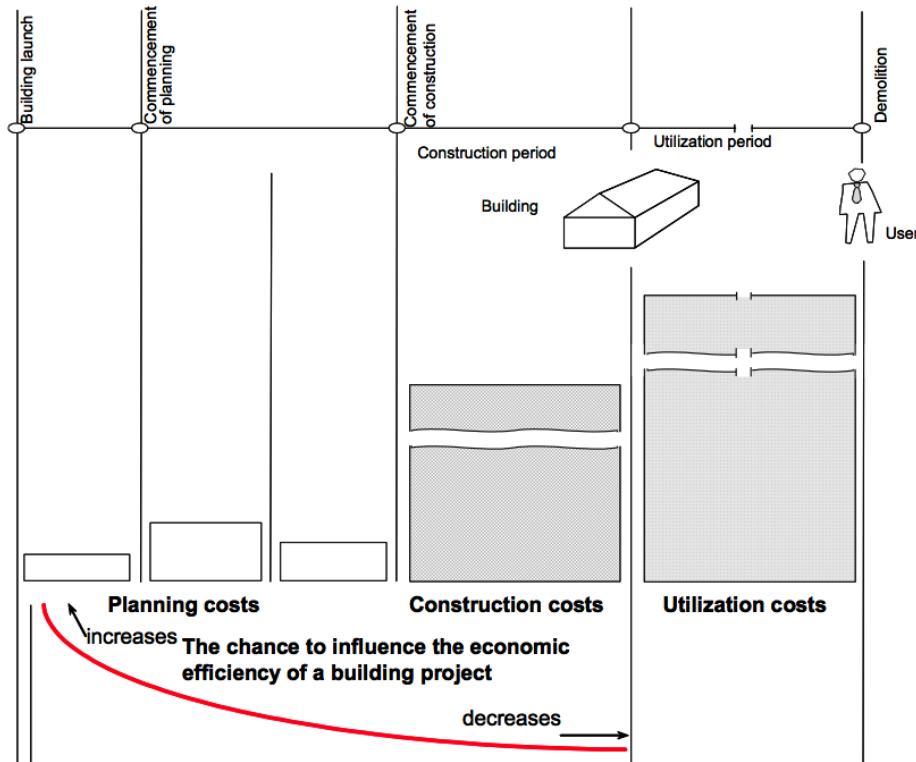 Building launch
Commencement
of planning
Commencement
of construction
Demolition
Construction period
Utilization period
Building
User
Planning costs
Construction costs
Utilization costs
increases
The chance to influence the economic
efficiency of a building project
decreases